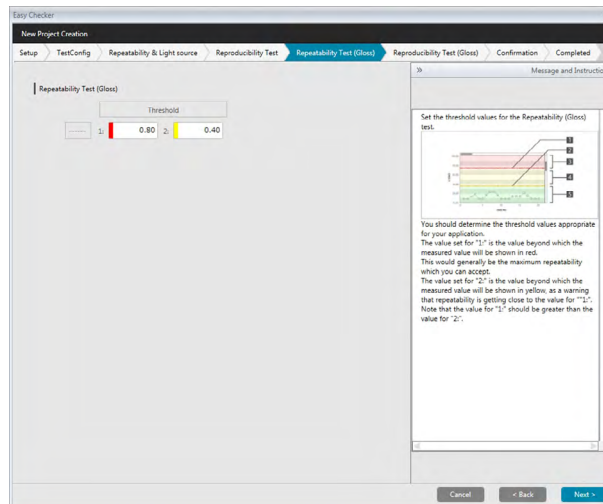 Easy Checker
New Project Creation
Setup
TestConfig
Repeatability & Light source
Reproducibility Test
Repeatability Test (Gloss)
Reproducibility Test (Gloss)
Confirmation
Completed
Repeatability Test (Gloss)
Threshold
1: 0.80 2: 0.40
» Message and Instructio
Set the threshold values for the Repeatability (Gloss)
test.
1
2
3
4
5
You should determine the threshold values appropriate
for your application.
The value set for "1:" is the value beyond which the
measured value will be shown in red.
This would generally be the maximum repeatability
which you can accept.
The value set for "2:" is the value beyond which the
measured value will be shown in yellow, as a warning
that repeatability is getting close to the value for ""1:".
Note that the value for "1:" should be greater than the
value for "2:".
Cancel
< Back
Next >